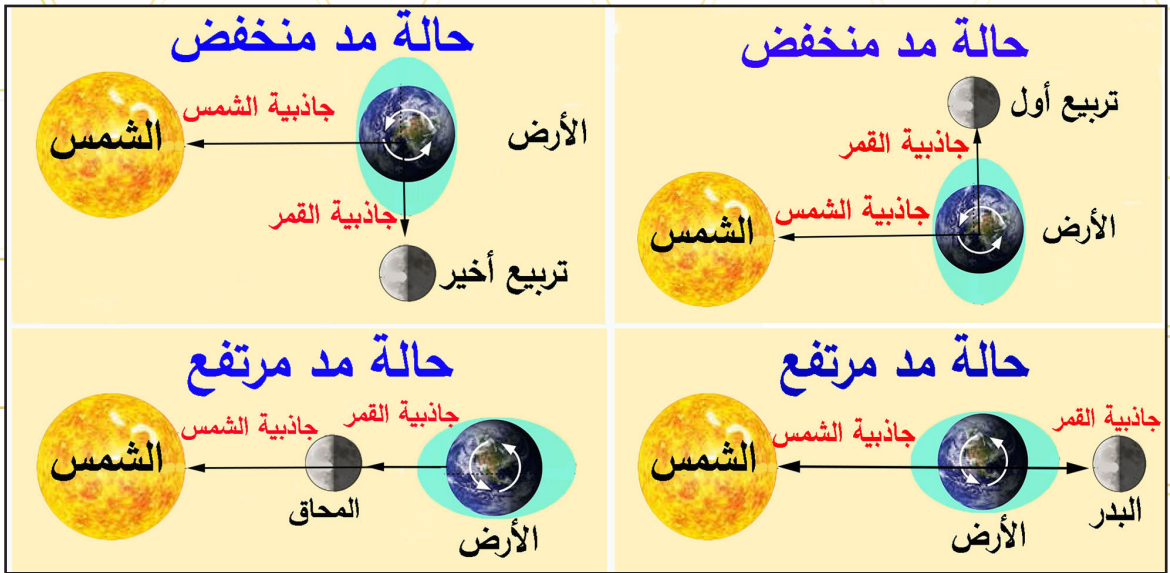 حالة مد منخفض
تربيع أول
جاذبية القمر
جاذبية الشمس
الشمس
الأرض
حالة مد منخفض
جاذبية الشمس
الشمس
الأرض
جاذبية القمر
تربيع أخير
حالة مد مرتفع
جاذبية القمر
جاذبية الشمس
الشمس
البدر
الأرض
حالة مد مرتفع
جاذبية القمر
جاذبية الشمس
الشمس
المحاق
الأرض